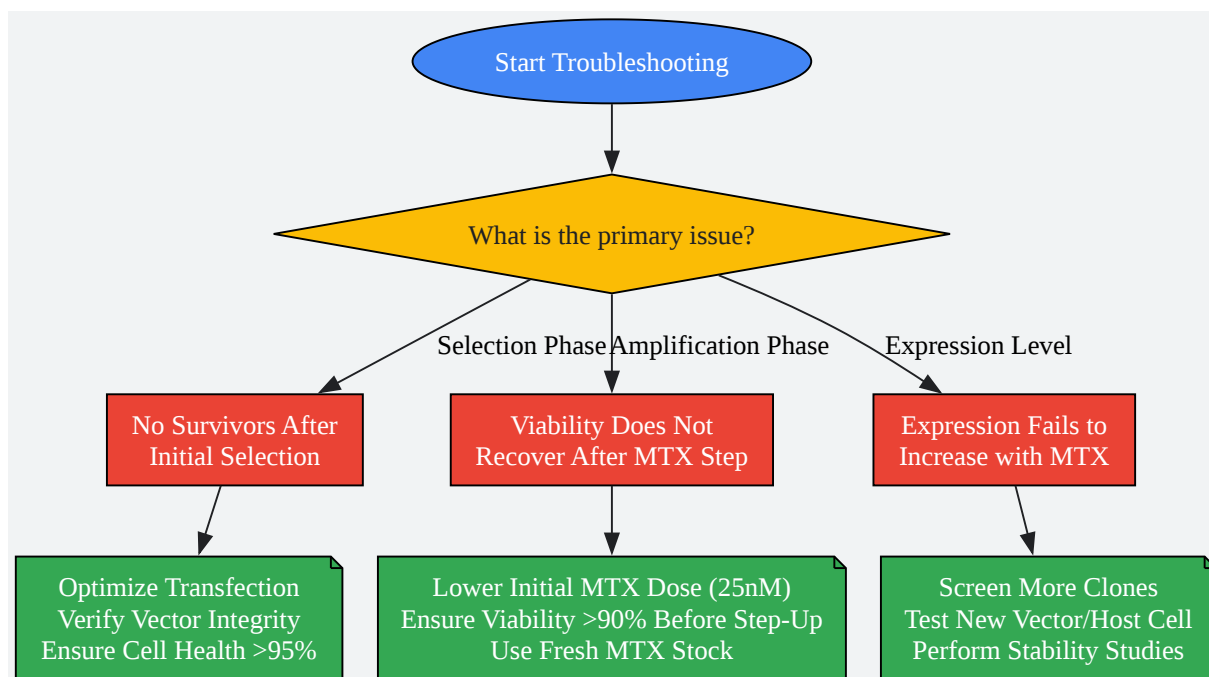 Start Troubleshooting
What is the primary issue?
Selection Phase
Amplification Phase
Expression Level
No Survivors After
Initial Selection
Viability Does Not
Recover After MTX Step
Expression Fails to
Increase with MTX
Optimize Transfection
Verify Vector Integrity
Ensure Cell Health >95%
Lower Initial MTX Dose (25nM)
Ensure Viability >90% Before Step-Up
Use Fresh MTX Stock
Screen More Clones
Test New Vector/Host Cell
Perform Stability Studies